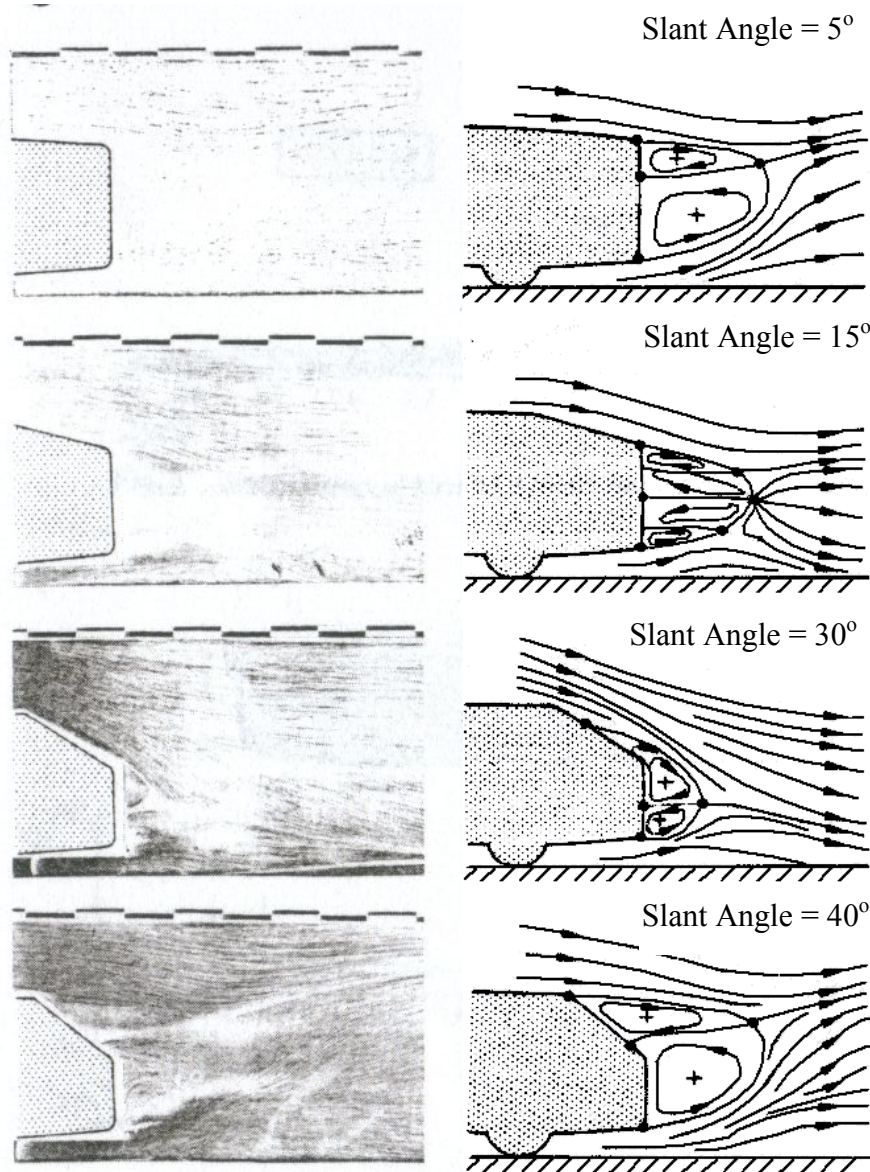 Slant Angle = 5°
Slant Angle = 15°
Slant Angle = 30°
Slant Angle = 40°